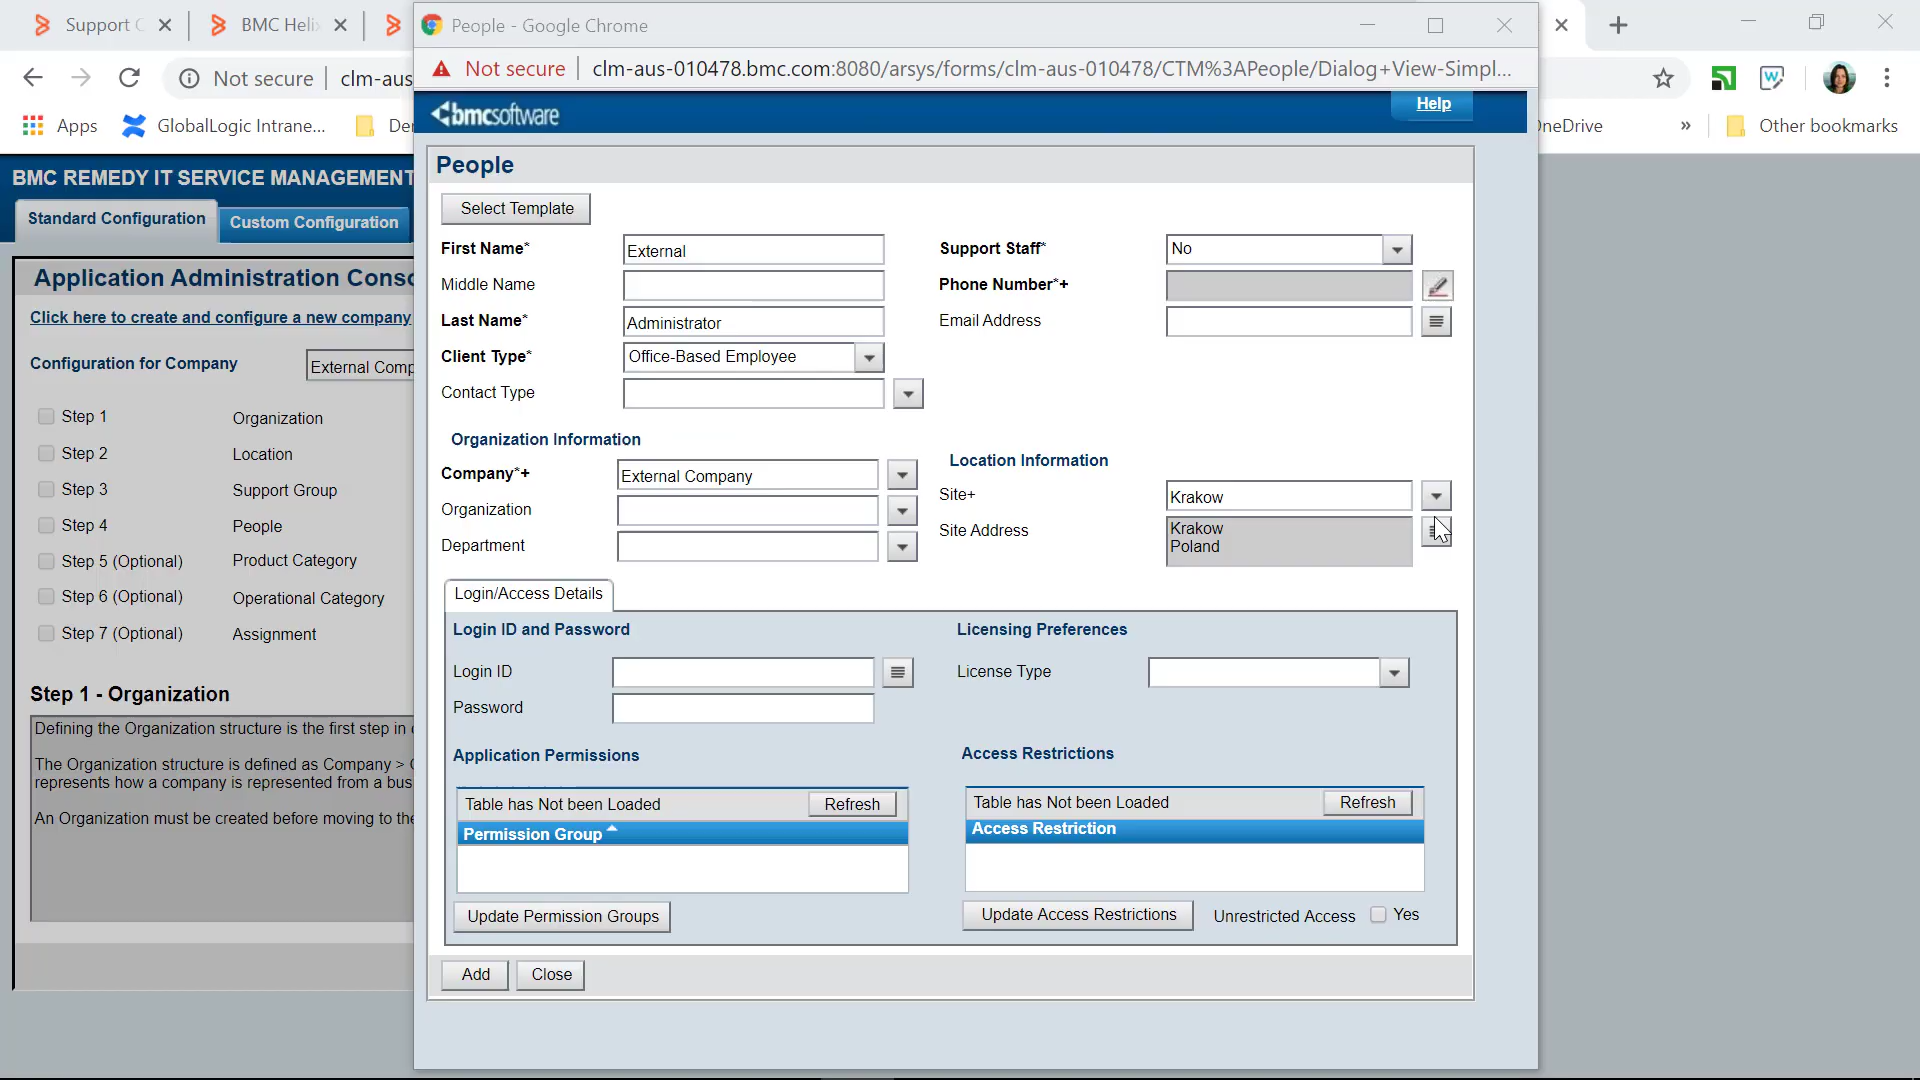 Support C
BMC Heli
People - Google Chrome
Not secure
clm-aus
Not secure
clm-aus-010478.bmc.com:8080/arsys/forms/clm-aus-010478/CTM%3APeople/Dialog+View-Simpl...
Apps
GlobalLogic Intrane...
De
OneDrive
»
Other bookmarks
bmcsoftware
Help
BMC REMEDY IT SERVICE MANAGEMENT
Standard Configuration
Custom Configuration
Application Administration Conso
Click here to create and configure a new company
Configuration for Company
External Comp
Step 1
Organization
Step 2
Location
Step 3
Support Group
Step 4
People
Step 5 (Optional)
Product Category
Step 6 (Optional)
Operational Category
Step 7 (Optional)
Assignment
Step 1 - Organization
Defining the Organization structure is the first step in
The Organization structure is defined as Company >
represents how a company is represented from a bus
An Organization must be created before moving to the
People
Select Template
First Name*
External
Middle Name
Last Name*
Administrator
Client Type*
Office-Based Employee
Contact Type
Support Staff*
No
Phone Number*+
Email Address
Organization Information
Company*+
External Company
Organization
Department
Location Information
Site+
Krakow
Site Address
Krakow
Poland
Login/Access Details
Login ID and Password
Login ID
Password
Licensing Preferences
License Type
Application Permissions
Table has Not been Loaded
Refresh
Permission Group
Update Permission Groups
Access Restrictions
Table has Not been Loaded
Refresh
Access Restriction
Update Access Restrictions
Unrestricted Access
Yes
Add
Close